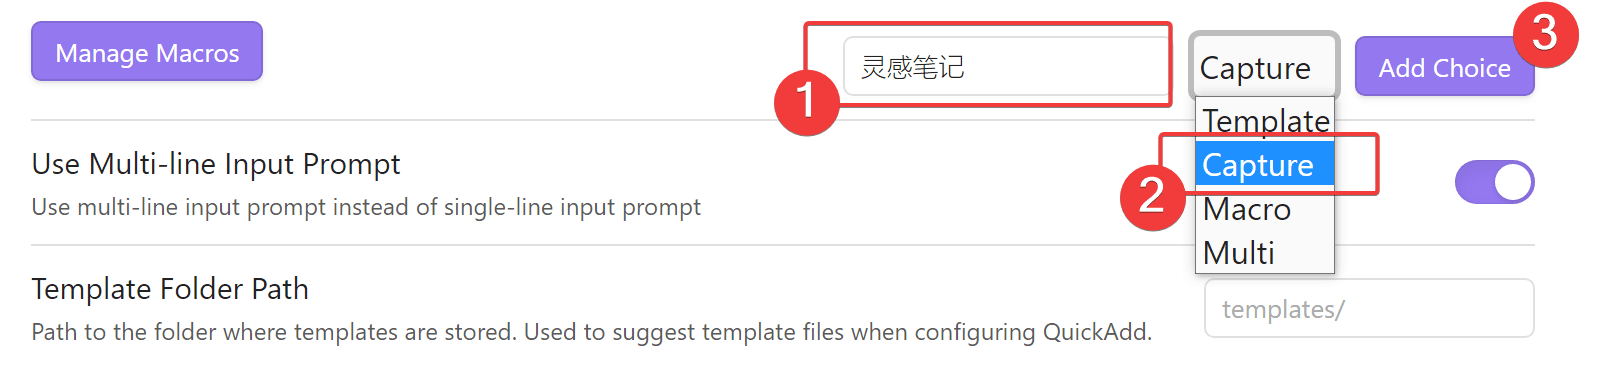 Manage Macros
灵感笔记
Capture
Add Choice
3
1
Template
Capture
2
Macro
Multi
Use Multi-line Input Prompt
Use multi-line input prompt instead of single-line input prompt
Template Folder Path
Path to the folder where templates are stored. Used to suggest template files when configuring QuickAdd.
templates/